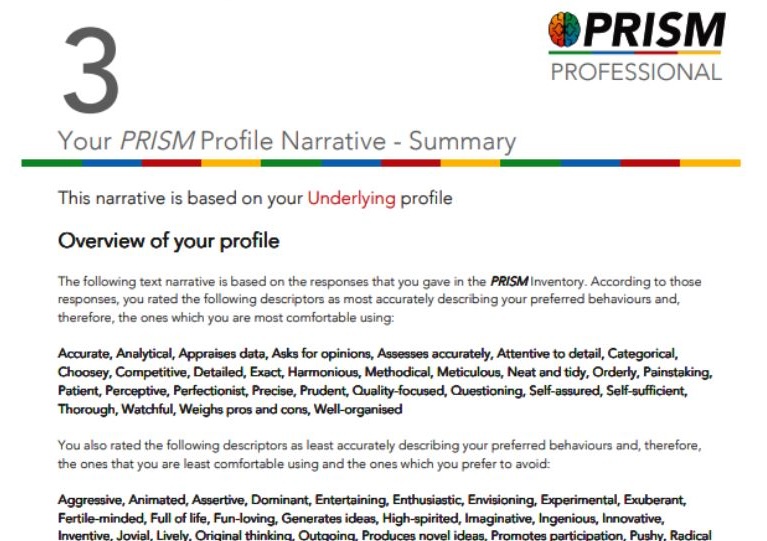 3
PRISM
PROFESSIONAL
Your PRISM Profile Narrative - Summary
This narrative is based on your Underlying profile
Overview of your profile
The following text narrative is based on the responses that you gave in the PRISM Inventory. According to those
responses, you rated the following descriptors as most accurately describing your preferred behaviours and,
therefore, the ones which you are most comfortable using:
Accurate, Analytical, Appraises data, Asks for opinions, Assesses accurately, Attentive to detail, Categorical,
Choosey, Competitive, Detailed, Exact, Harmonious, Methodical, Meticulous, Neat and tidy, Orderly, Painstaking,
Patient, Perceptive, Perfectionist, Precise, Prudent, Quality-focused, Questioning, Self-assured, Self-sufficient,
Thorough, Watchful, Weighs pros and cons, Well-organised
You also rated the following descriptors as least accurately describing your preferred behaviours and, therefore,
the ones that you are least comfortable using and the ones which you prefer to avoid:
Aggressive, Animated, Assertive, Dominant, Entertaining, Enthusiastic, Envisioning, Experimental, Exuberant,
Fertile-minded, Full of life, Fun-loving, Generates ideas, High-spirited, Imaginative, Ingenious, Innovative,
Inventive, Jovial, Lively, Original thinking, Outgoing, Produces novel ideas, Promotes participation, Pushy, Radical